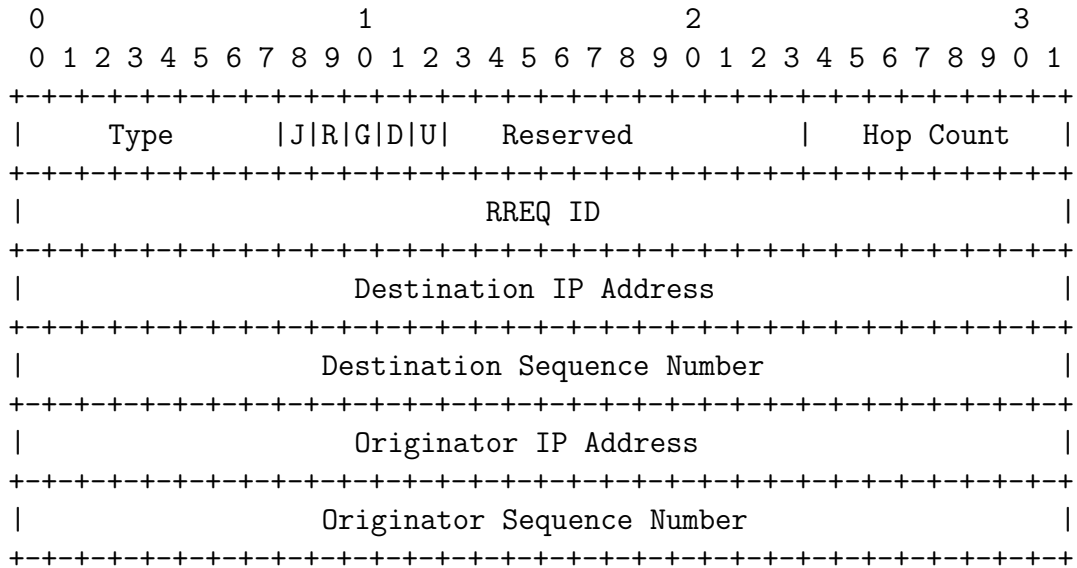 0                   1                   2                   3
 0 1 2 3 4 5 6 7 8 9 0 1 2 3 4 5 6 7 8 9 0 1 2 3 4 5 6 7 8 9 0 1
+-+-+-+-+-+-+-+-+-+-+-+-+-+-+-+-+-+-+-+-+-+-+-+-+-+-+-+-+-+-+-+-+
|     Type      |J|R|G|D|U|   Reserved          |   Hop Count   |
+-+-+-+-+-+-+-+-+-+-+-+-+-+-+-+-+-+-+-+-+-+-+-+-+-+-+-+-+-+-+-+-+
|                            RREQ ID                            |
+-+-+-+-+-+-+-+-+-+-+-+-+-+-+-+-+-+-+-+-+-+-+-+-+-+-+-+-+-+-+-+-+
|                    Destination IP Address                     |
+-+-+-+-+-+-+-+-+-+-+-+-+-+-+-+-+-+-+-+-+-+-+-+-+-+-+-+-+-+-+-+-+
|                  Destination Sequence Number                  |
+-+-+-+-+-+-+-+-+-+-+-+-+-+-+-+-+-+-+-+-+-+-+-+-+-+-+-+-+-+-+-+-+
|                    Originator IP Address                      |
+-+-+-+-+-+-+-+-+-+-+-+-+-+-+-+-+-+-+-+-+-+-+-+-+-+-+-+-+-+-+-+-+
|                  Originator Sequence Number                   |
+-+-+-+-+-+-+-+-+-+-+-+-+-+-+-+-+-+-+-+-+-+-+-+-+-+-+-+-+-+-+-+-+